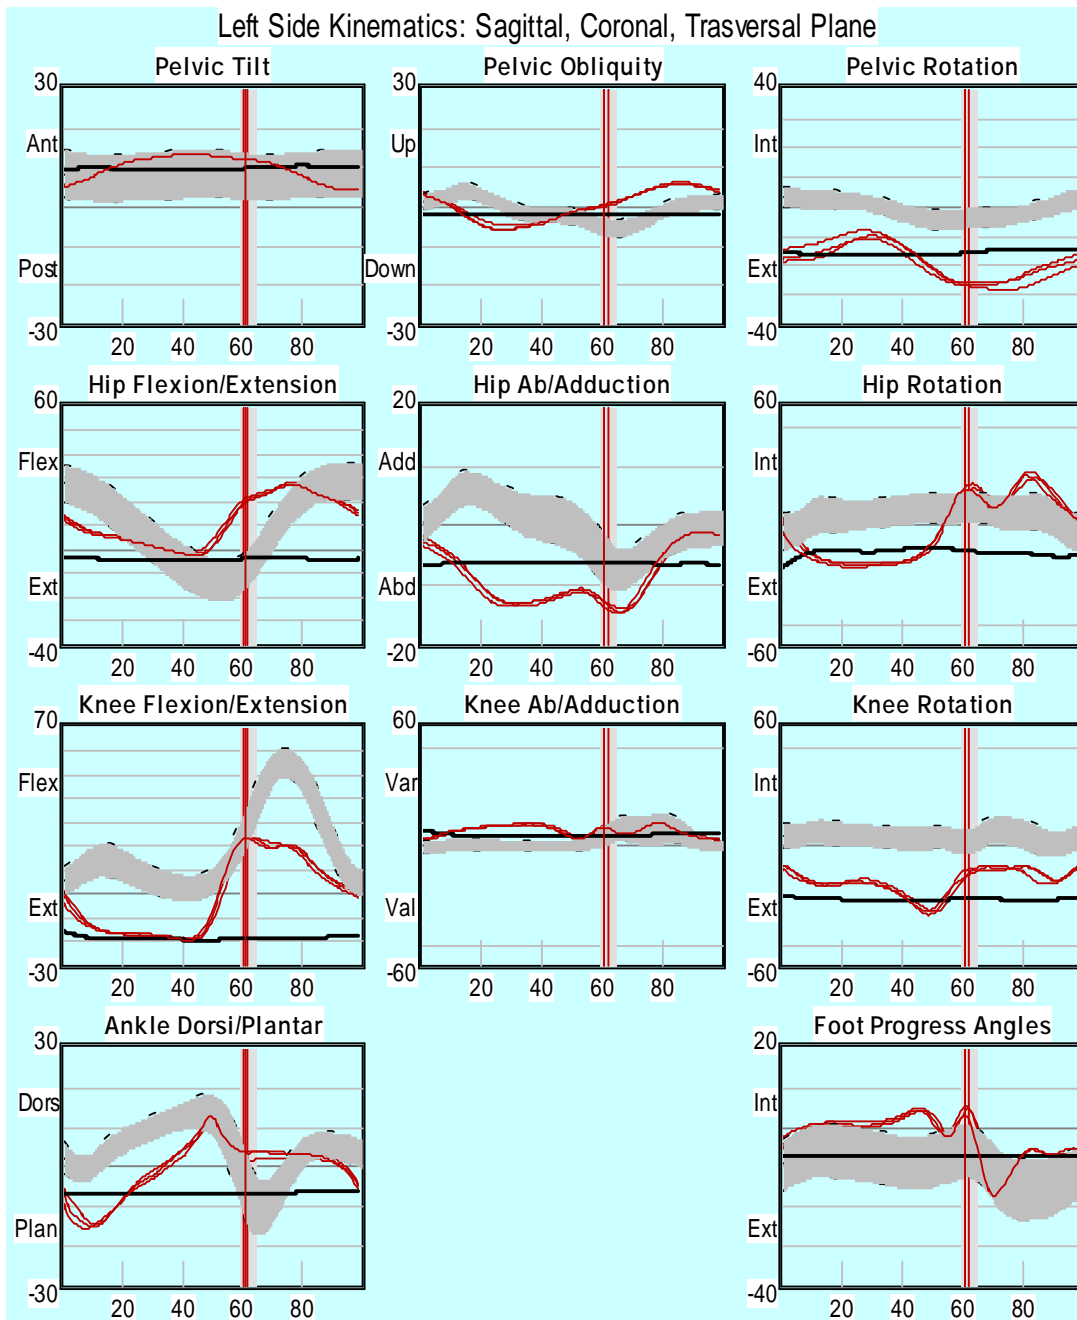 Left Side Kinematics: Sagittal, Coronal, Trasversal Plane
Pelvic Tilt
30
Ant
Post
-30
20 40 60 80
Pelvic Obliquity
30
Up
Down
-30
20 40 60 80
Pelvic Rotation
40
Int
Ext
-40
20 40 60 80
Hip Flexion/Extension
60
Flex
Ext
-40
20 40 60 80
Hip Ab/Adduction
20
Add
Abd
-20
20 40 60 80
Hip Rotation
60
Int
Ext
-60
20 40 60 80
Knee Flexion/Extension
70
Flex
Ext
-30
20 40 60 80
Knee Ab/Adduction
60
Var
Val
-60
20 40 60 80
Knee Rotation
60
Int
Ext
-60
20 40 60 80
Ankle Dorsi/Plantar
30
Dors
Plan
-30
20 40 60 80
Foot Progress Angles
20
Int
Ext
-40
20 40 60 80